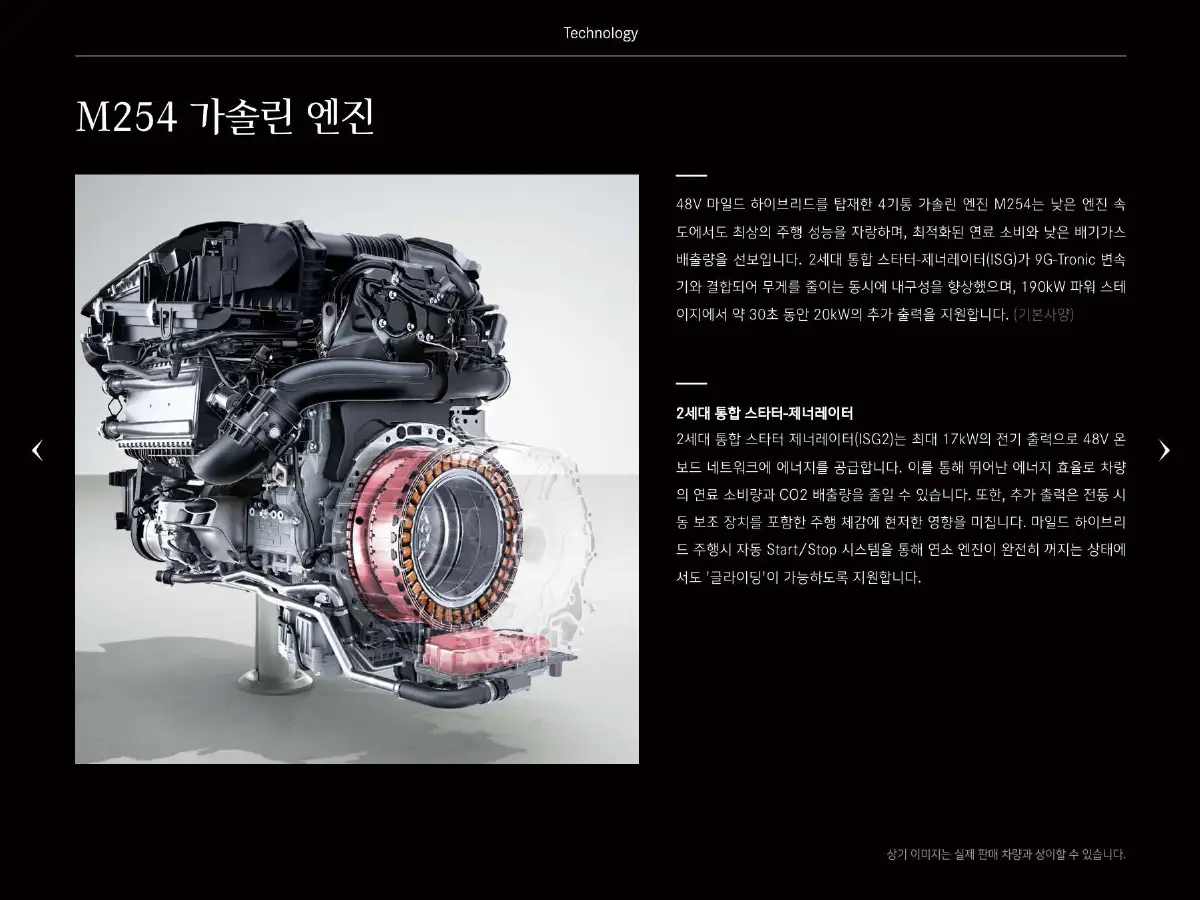 Technology
M254 가솔린 엔진
48V 마일드 하이브리드를 탑재한 4기통 가솔린 엔진 M254는 낮은 엔진 속
도에서도 최상의 주행 성능을 자랑하며, 최적화된 연료 소비와 낮은 배기가스
배출량을 선보입니다. 2세대 통합 스타터-제너레이터(ISG)가 9G-Tronic 변속
기와 결합되어 무게를 줄이는 동시에 내구성을 향상했으며, 190kW 파워 스테
이지에서 약 30초 동안 20kW의 추가 출력을 지원합니다. (기본사양)
2세대 통합 스타터-제너레이터
2세대 통합 스타터 제너레이터(ISG2)는 최대 17kW의 전기 출력으로 48V 온
보드 네트워크에 에너지를 공급합니다. 이를 통해 뛰어난 에너지 효율로 차량
의 연료 소비량과 CO2 배출량을 줄일 수 있습니다. 또한, 추가 출력은 전동 시
동 보조 장치를 포함한 주행 체감에 현저한 영향을 미칩니다. 마일드 하이브리
드 주행시 자동 Start/Stop 시스템을 통해 연소 엔진이 완전히 꺼지는 상태에
서도 '글라이딩'이 가능하도록 지원합니다.
상기 이미지는 실제 판매 차량과 상이할 수 있습니다.